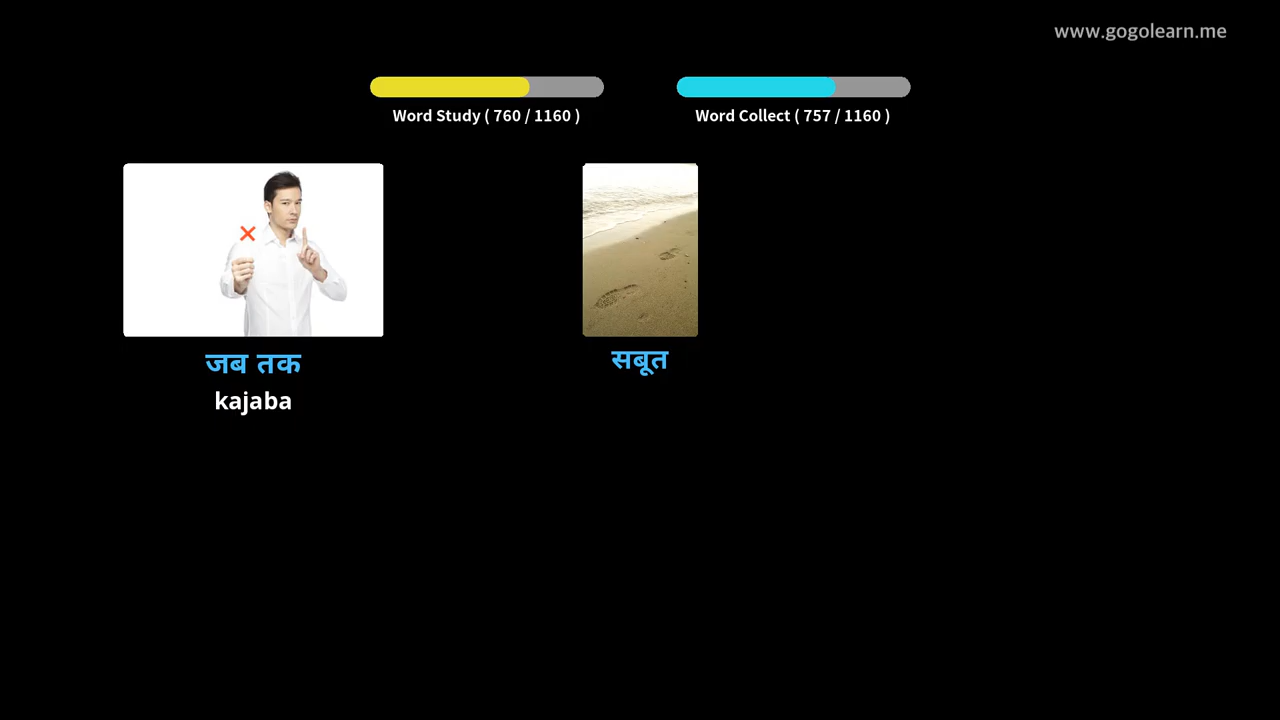 www.gogolearn.me
Word Study ( 760 / 1160 )
Word Collect ( 757 / 1160 )
जब तक
kajaba
सबूत